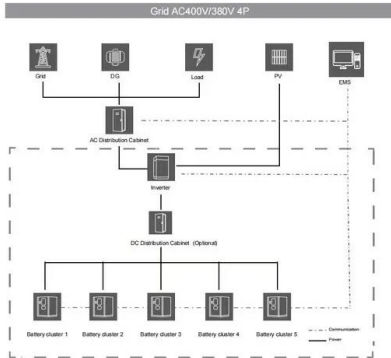 Grid AC400V/380V 4P
Grid
DG
Load
PV
EMS
AC Distribution Cabinet
Inverter
DC Distribution Cabinet (Optional)
Battery cluster 1
Battery cluster 2
Battery cluster 3
Battery cluster 4
Battery cluster 5
Communication
Power